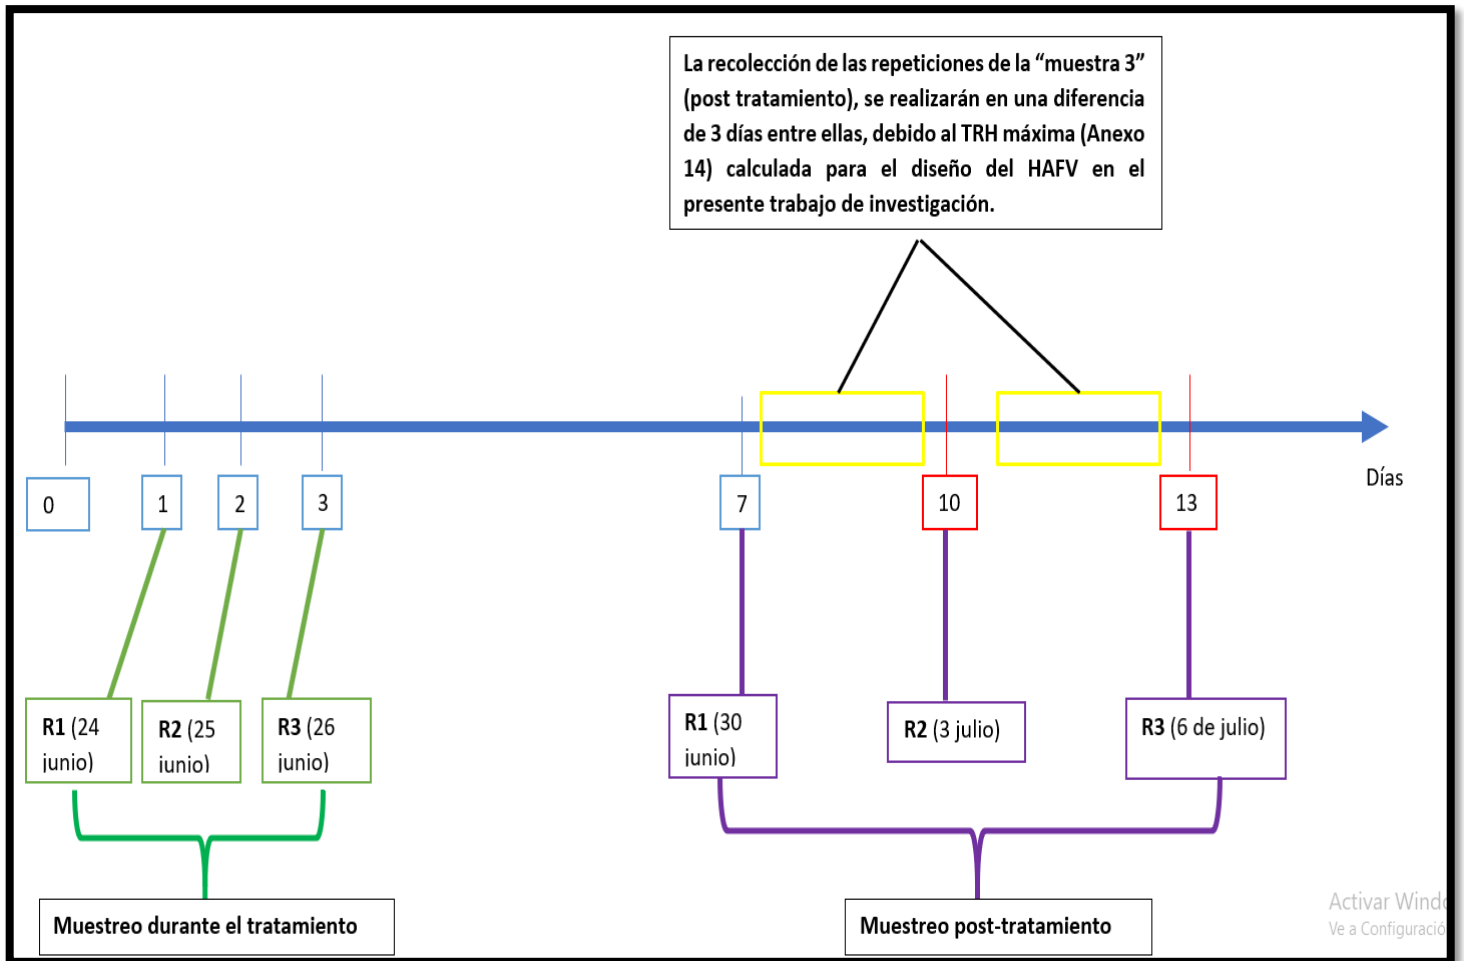 La recolección de las repeticiones de la “muestra 3”
(post tratamiento), se realizarán en una diferencia
de 3 días entre ellas, debido al TRH máxima (Anexo
14) calculada para el diseño del HAFV en el
presente trabajo de investigación.
Días
0
1
2
3
7
10
13
R1 (24
junio)
R2 (25
junio)
R3 (26
junio)
R1 (30
junio)
R2 (3 julio)
R3 (6 de julio)
Muestreo durante el tratamiento
Muestreo post-tratamiento
Activar Windo
Ve a Configuració